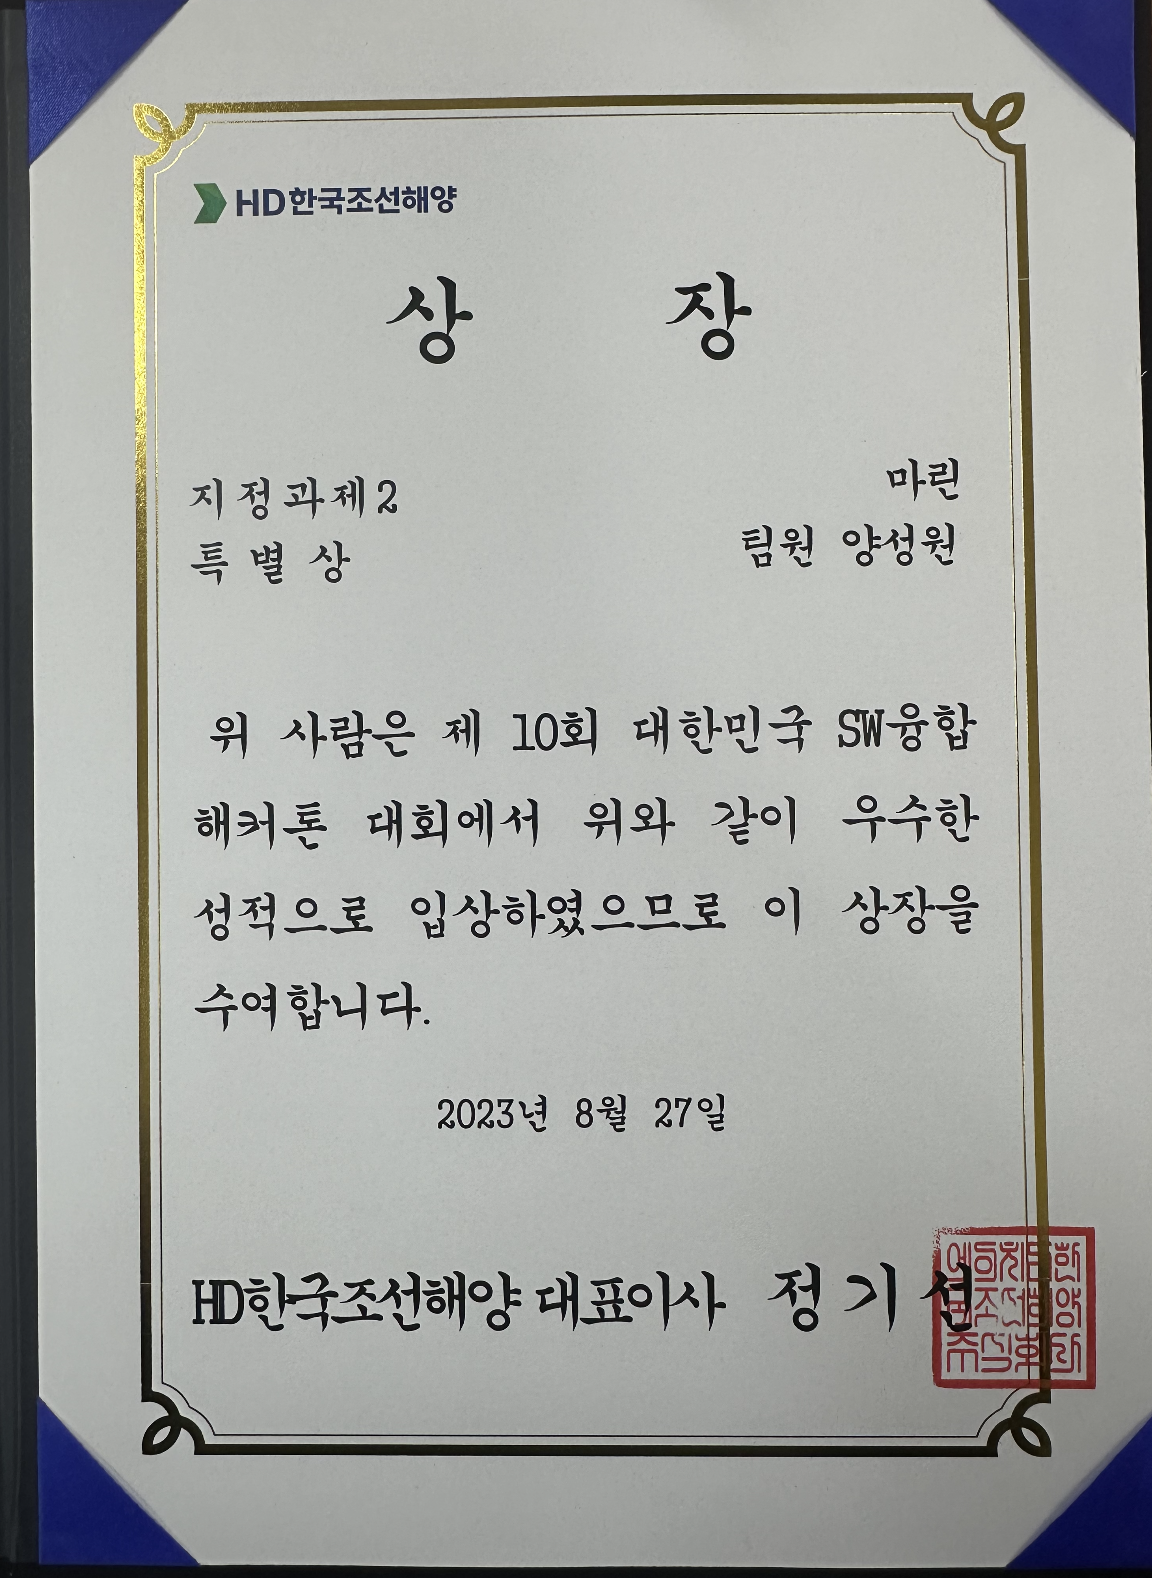 HD한국조선해양
상 장
지정과제2
특별상
마린
팀원 양성원
위 사람은 제 10회 대한민국 SW융합
해커톤 대회에서 위와 같이 우수한
성적으로 입상하였으므로 이 상장을
수여합니다.
2023년 8월 27일
HD한국조선해양 대표이사 정기선